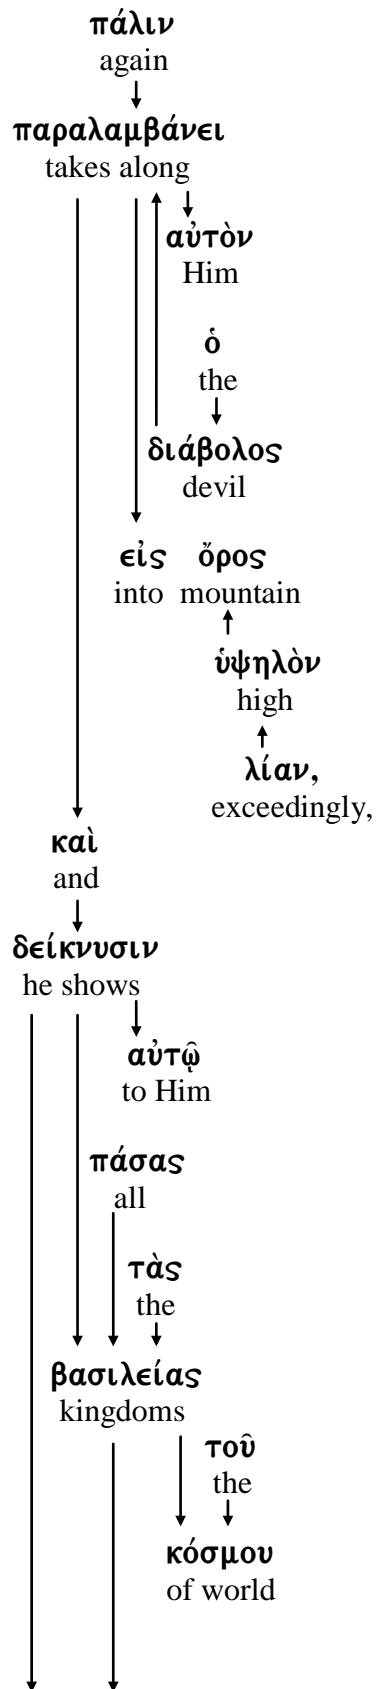 πάλιν
again
παραλαμβάνει
takes along
αὐτὸν
Him
ὁ
the
διάβολος
devil
εἰς ὄρος
into mountain
ὑψηλὸν
high
λίαν,
exceedingly,
καὶ
and
δείκνυσιν
he shows
αὐτῷ
to Him
πάσας
all
τὰς
the
βασιλείας
kingdoms
τοῦ
the
κόσμου
of world